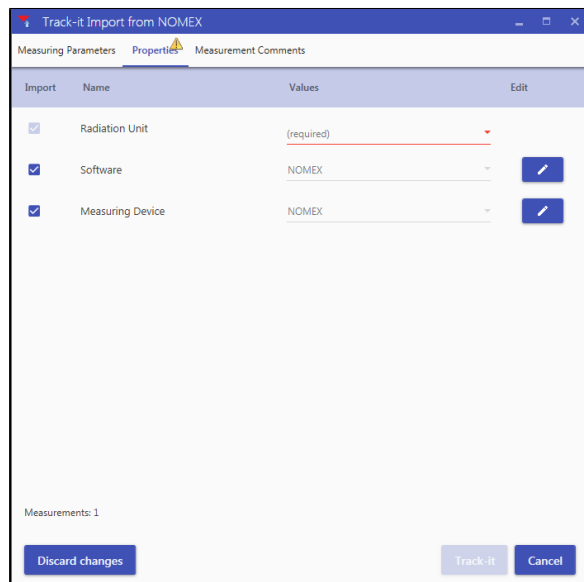 Track-it Import from NOMEX
Measuring Parameters Properties Measurement Comments
Import Name Values Edit
Radiation Unit (required)
Software NOMEX
Measuring Device NOMEX
Measurements: 1
Discard changes Track-it Cancel